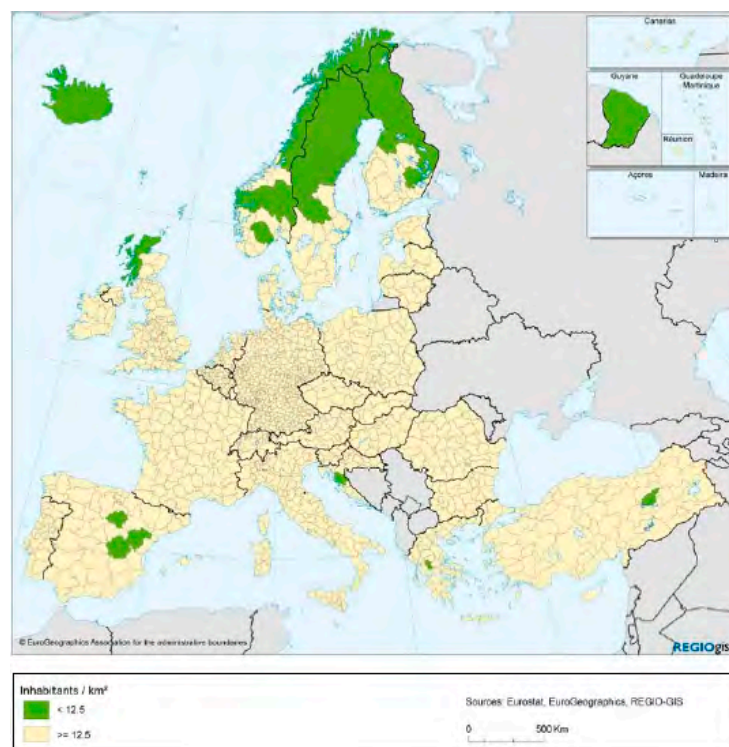 Canarias
Guyane
Guadeloupe
Martinique
Réunion
Açores
Madeira
© EuroGeographics Association for the administrative boundaries
REGIOgis
Inhabitants / km²
< 12.5
>= 12.5
Sources: Eurostat, EuroGeographics, REGIO-GIS
0 500 Km